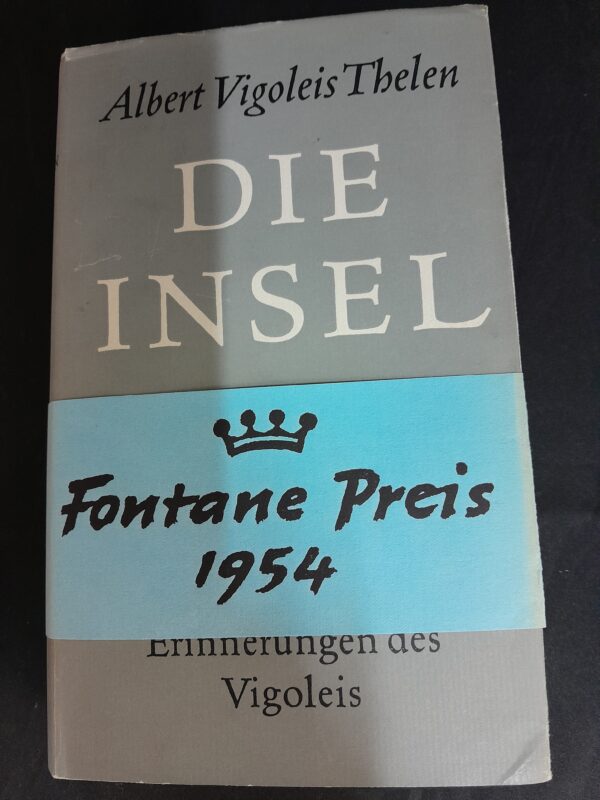 Albert Vigoleis Thelen
DIE
INSEL
Fontane Preis
1954
Erinnerungen des
Vigoleis